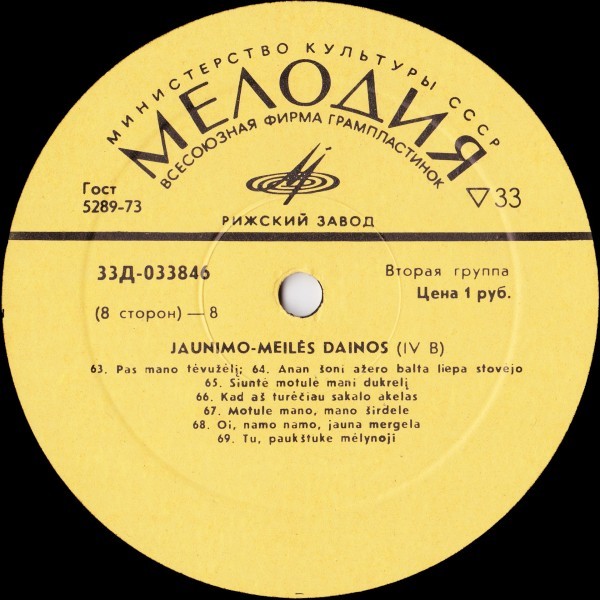 МИНИСТЕРСТВО КУЛЬТУРЫ СССР
МЕЛОДИЯ
ВСЕСОЮЗНАЯ ФИРМА ГРАМПЛАСТИНОК
Гост
5289-73
33
РИЖСКИЙ ЗАВОД
33Д-033846
Вторая группа
(8 сторон) — 8
Цена 1 руб.
JAUNIMO-MEILĖS DAINOS (IV B)
63. Pas mano tėvužėlį; 64. Anan šoni ažero balta liepa stovejo
65. Siuntė motulė mani dukrelį
66. Kad aš turėčiau sakalo akelas
67. Motule mano, mano širdele
68. Oi, namo namo, jauna mergela
69. Tu, paukštuke mėlynoji